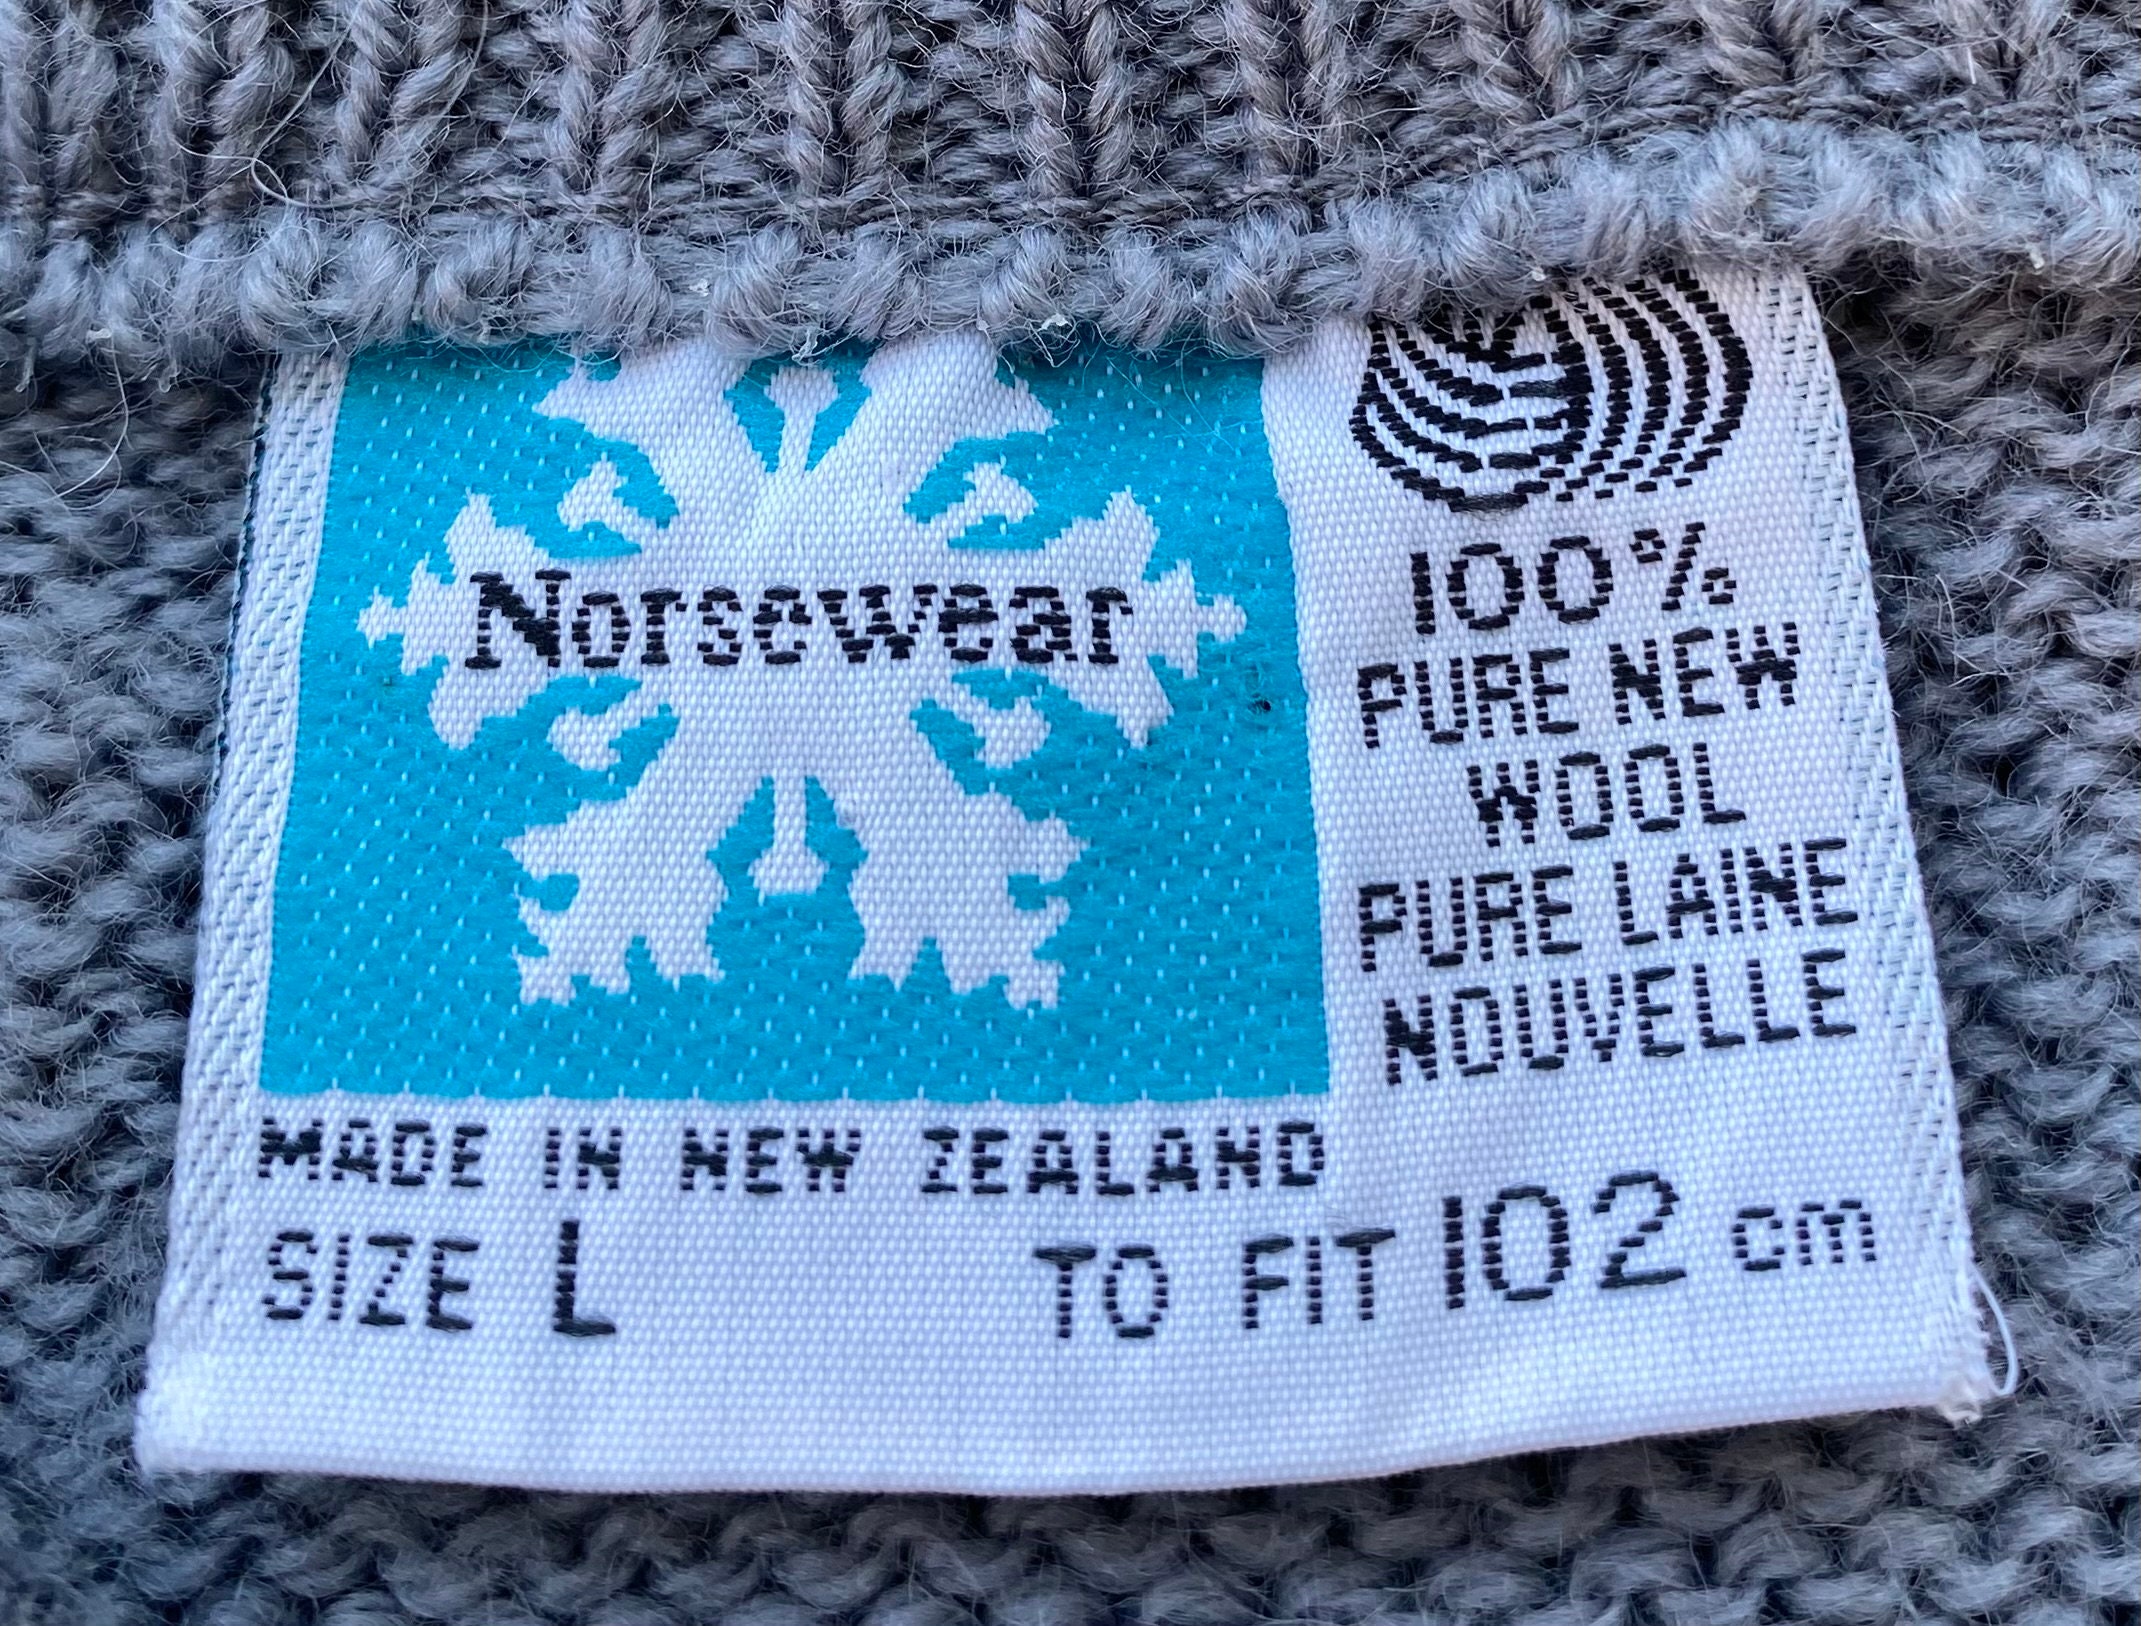 Norsewear
100%
PURE NEW
WOOL
PURE LAINE
NOUVELLE
MADE IN NEW ZEALAND
SIZE L TO FIT 102 cm